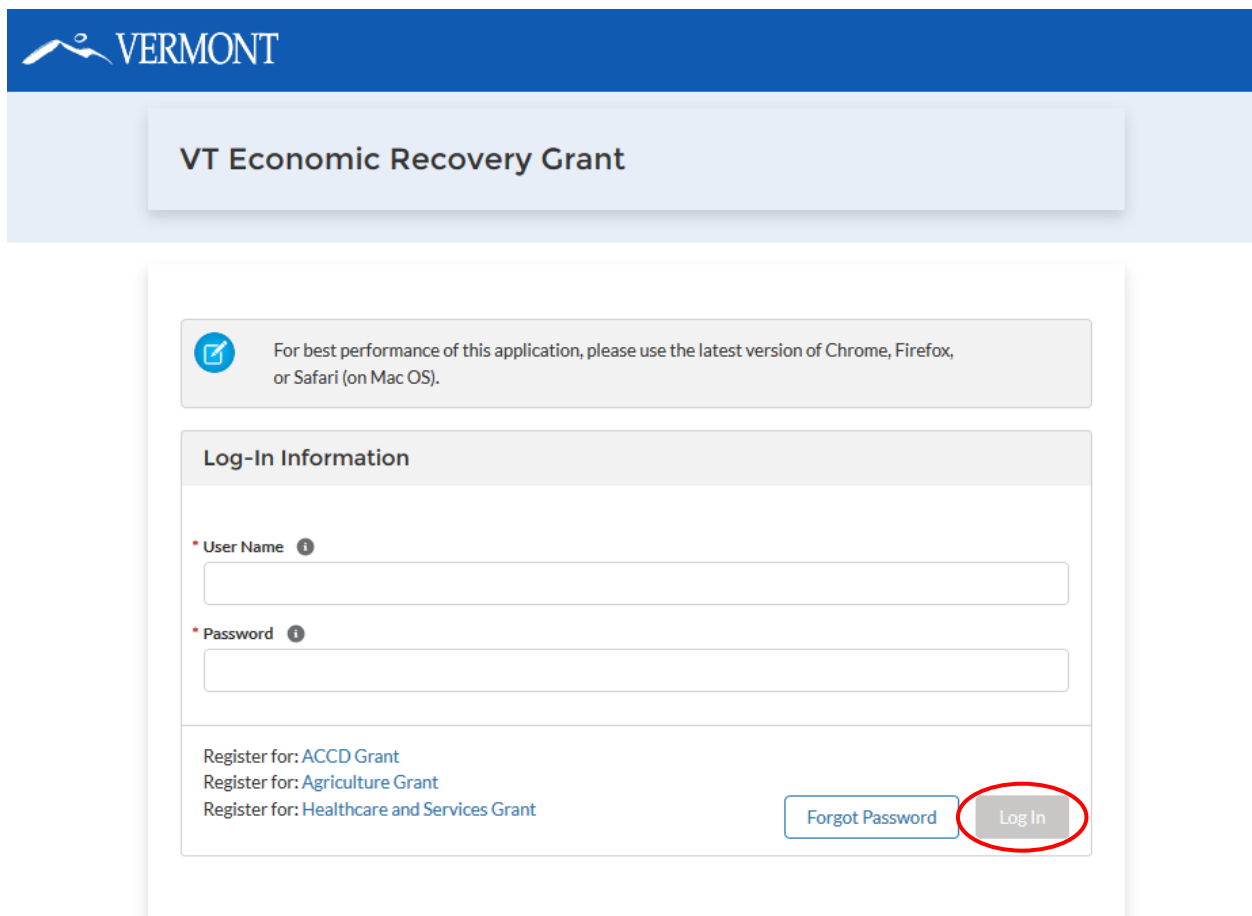 VERMONT
VT Economic Recovery Grant
For best performance of this application, please use the latest version of Chrome, Firefox,
or Safari (on Mac OS).
Log-In Information
* User Name
* Password
Register for: ACCD Grant
Register for: Agriculture Grant
Register for: Healthcare and Services Grant
Forgot Password
Log In